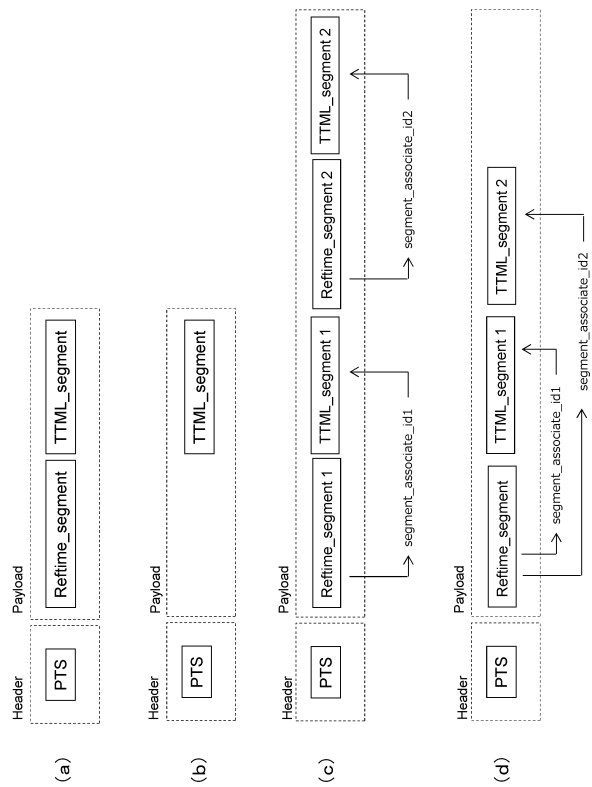 (a)
Header
Payload
PTS
Reftime_segment
TTML_segment
(b)
Header
Payload
PTS
TTML_segment
(c)
Header
Payload
PTS
Reftime_segment 1
TTML_segment 1
Reftime_segment 2
TTML_segment 2
segment_associate_id1
segment_associate_id2
(d)
Header
Payload
PTS
Reftime_segment
TTML_segment 1
TTML_segment 2
segment_associate_id1
segment_associate_id2